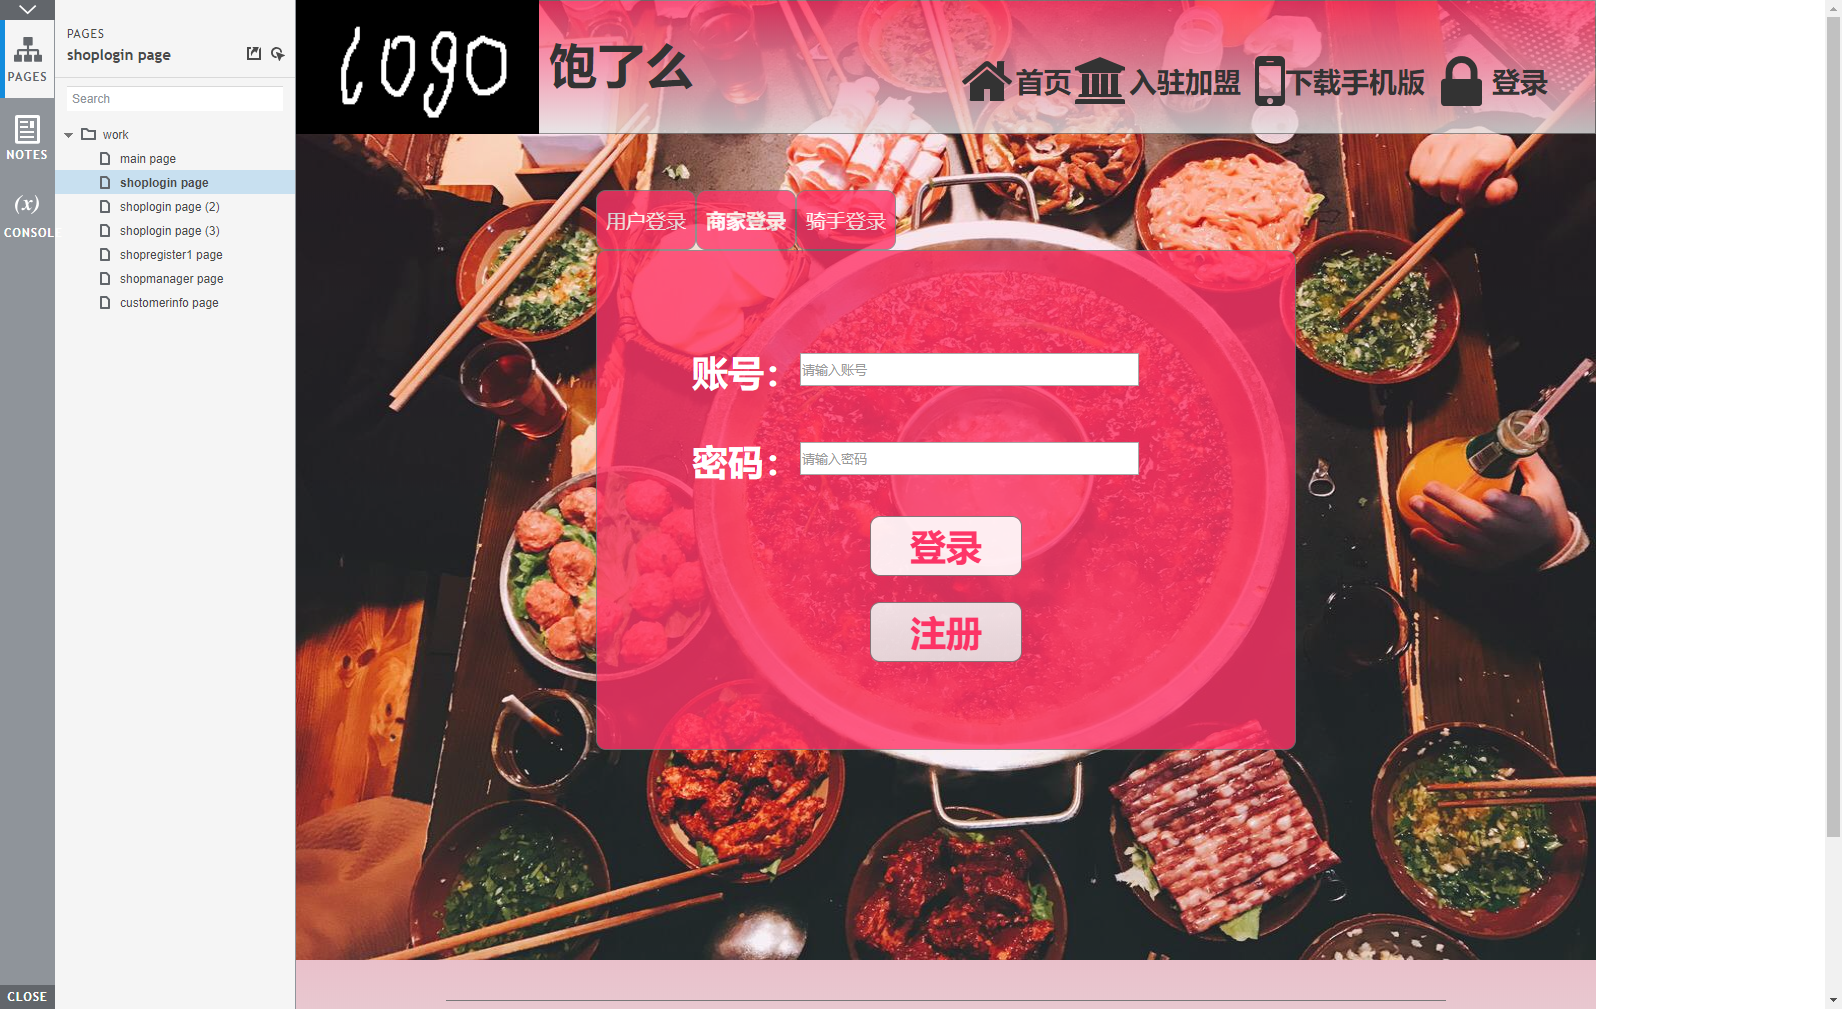 PAGES
NOTES
(x)
CONSOLE
CLOSE
PAGES
shoplogin page
Search
work
main page
shoplogin page
shoplogin page (2)
shoplogin page (3)
shopregister1 page
shopmanager page
customerinfo page
logo
饱了么
首页
入驻加盟
下载手机版
登录
用户登录
商家登录
骑手登录
账号：
请输入账号
密码：
请输入密码
登录
注册